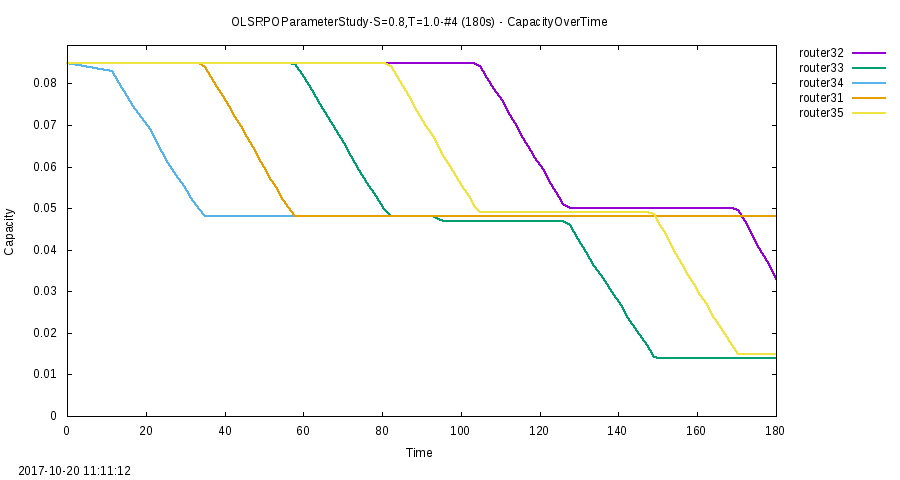 OLSRPOParameterStudy-S=0.8,T=1.0-#4 (180s) - CapacityOverTime
router32
router33
router34
router31
router35
0.08
0.07
0.06
0.05
0.04
0.03
0.02
0.01
0
Capacity
0 20 40 60 80 100 120 140 160 180
Time
2017-10-20 11:11:12